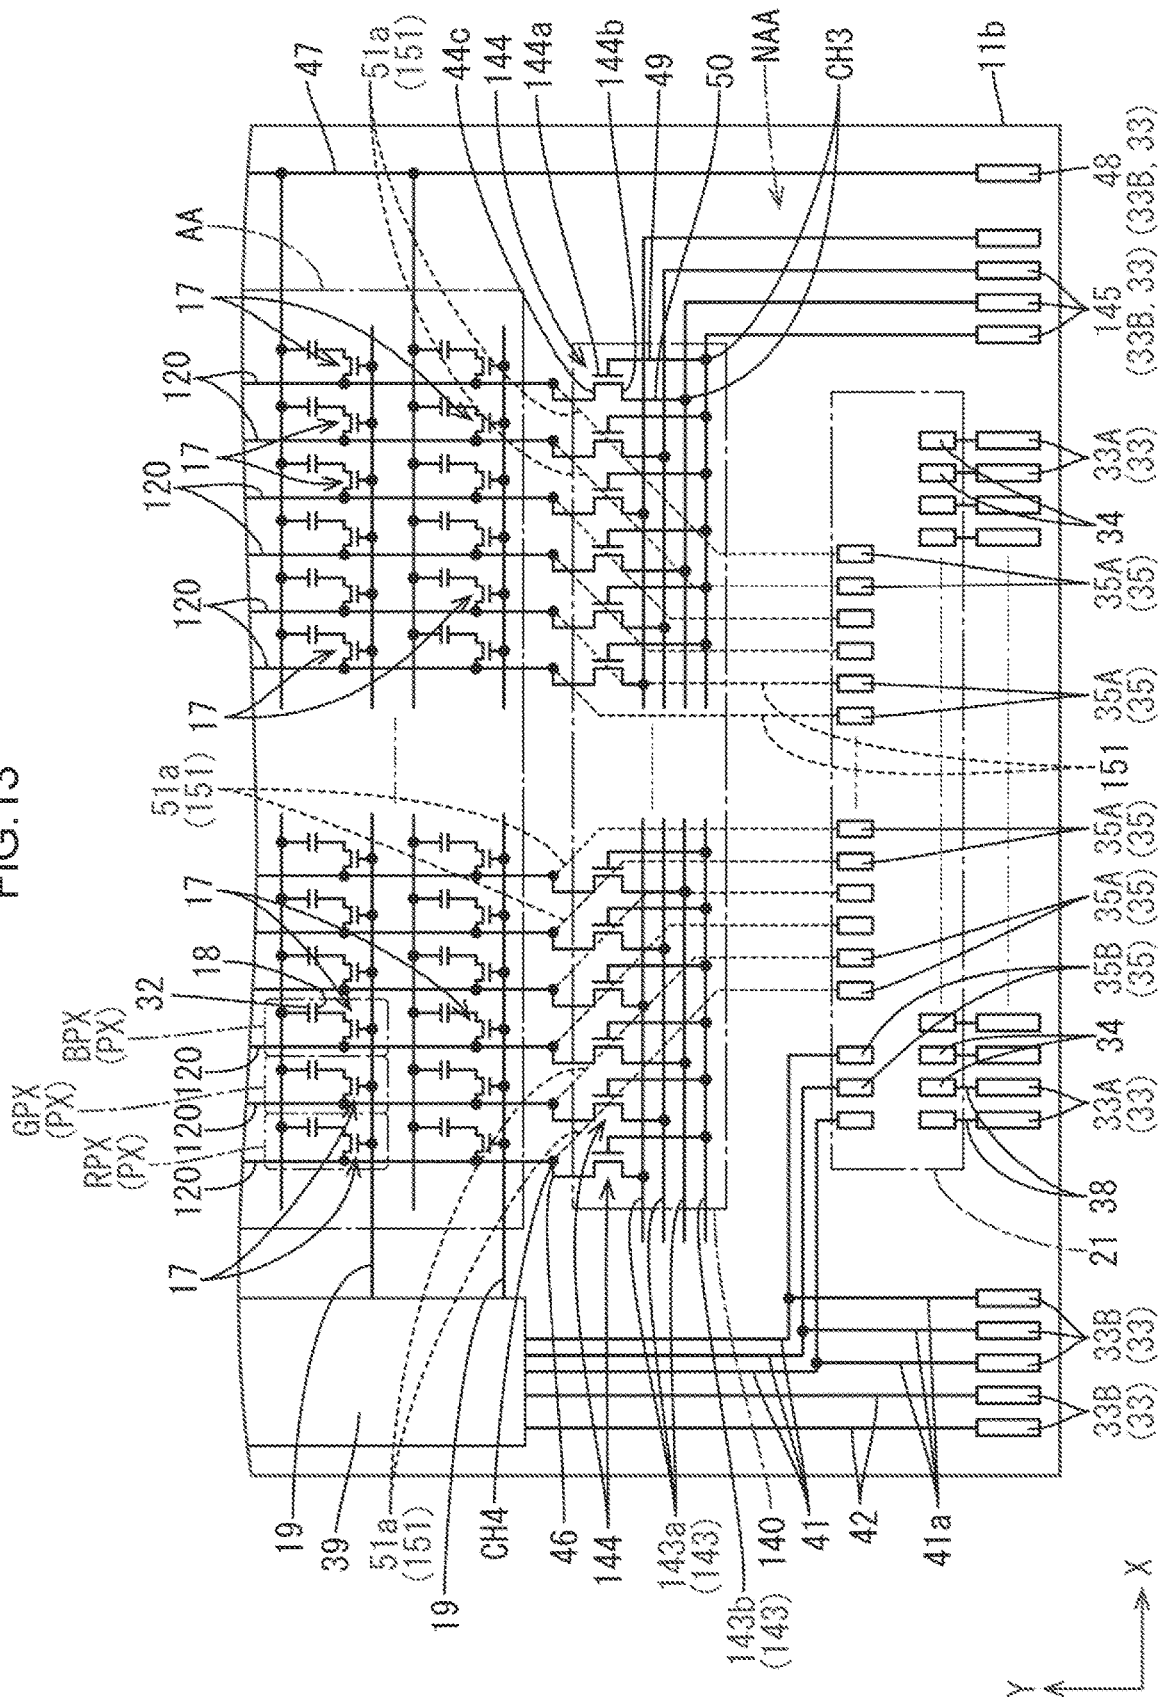 FIG.13
47
51a
(151)
44c
144
144a
144b
49
50
NAA
CH3
11b
AA
17
120
17
120
120
17
48
(33B, 33)
145
(33B, 33)
33A
(33)
34
35A
(35)
35A
(35)
151
35A
(35)
35A
(35)
35B
(35)
34
33A
(33)
38
21
33B
(33)
33B
(33)
51a
(151)
17
18
32
BPX
(PX)
GPX
(PX)
RPX
(PX)
120
120
120
17
19
39
51a
(151)
19
CH4
46
144
143a
(143)
143b
(143)
140
41
42
41a
X
Y